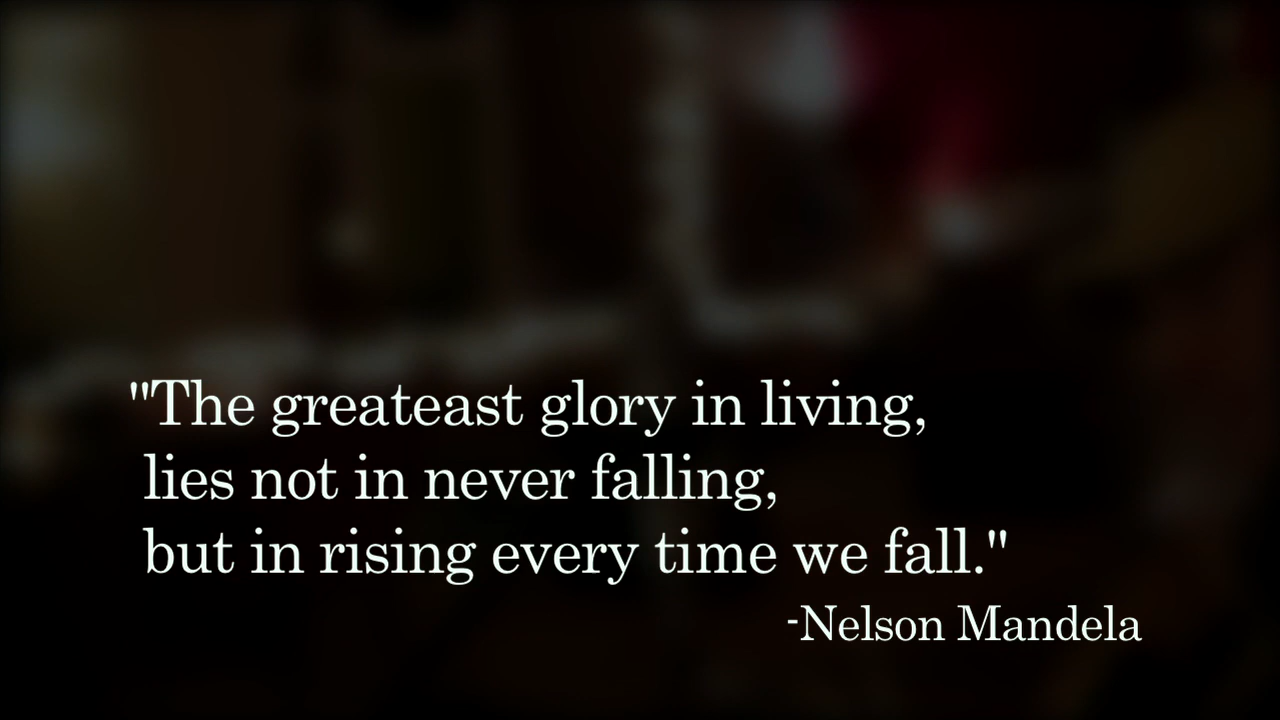 "The greateast glory in living,
lies not in never falling,
but in rising every time we fall."
-Nelson Mandela